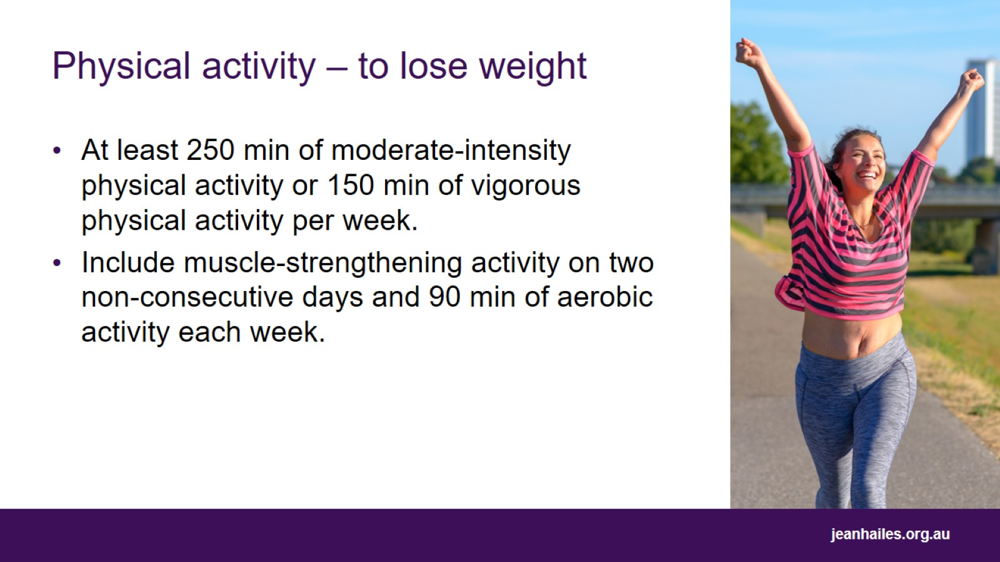 Physical activity – to lose weight
• At least 250 min of moderate-intensity
physical activity or 150 min of vigorous
physical activity per week.
• Include muscle-strengthening activity on two
non-consecutive days and 90 min of aerobic
activity each week.
jeanhailes.org.au